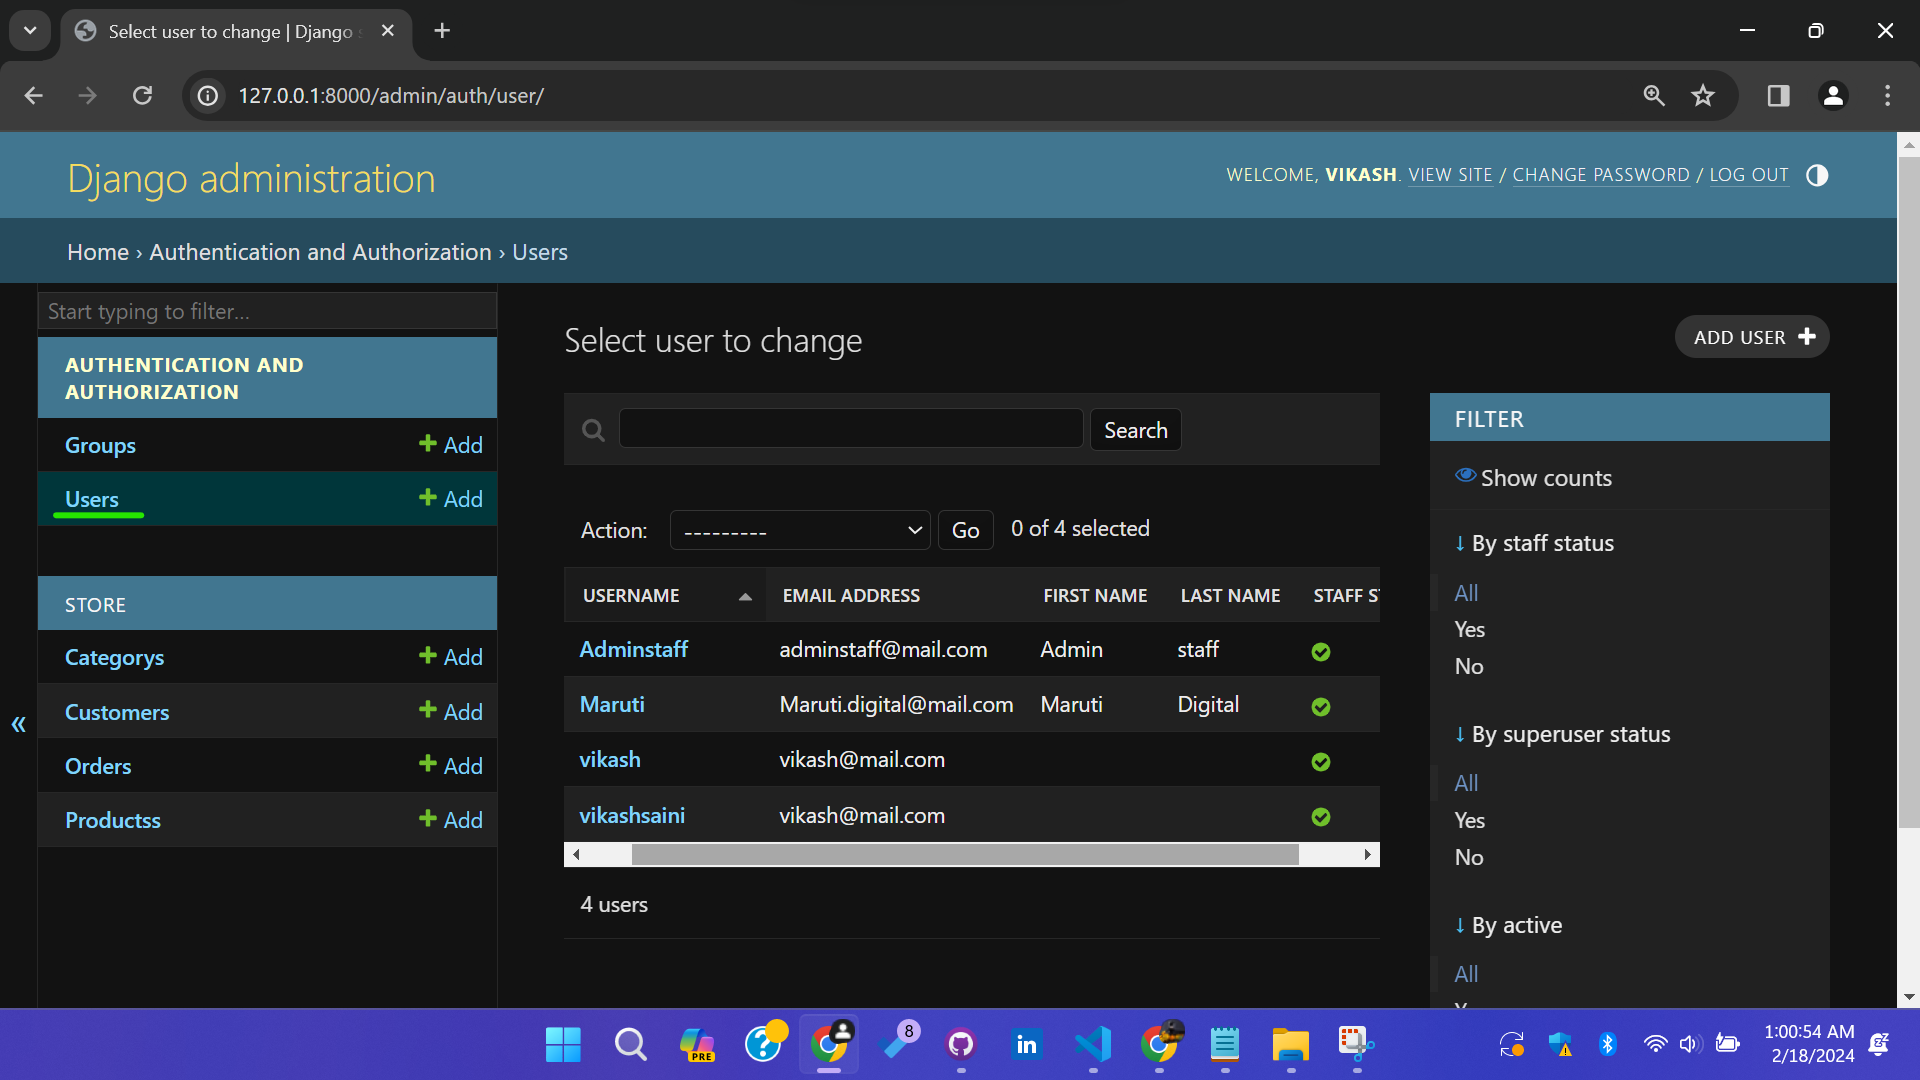 Select user to change | Django s
127.0.0.1:8000/admin/auth/user/
Django administration
WELCOME, VIKASH. VIEW SITE / CHANGE PASSWORD / LOG OUT
Home › Authentication and Authorization › Users
Start typing to filter...
AUTHENTICATION AND
AUTHORIZATION
Groups
Add
Users
Add
STORE
Categorys
Add
Customers
Add
Orders
Add
Productss
Add
«
Select user to change
ADD USER
Search
Action:
---------
Go
0 of 4 selected
USERNAME EMAIL ADDRESS FIRST NAME LAST NAME STAFF ST
Adminstaff adminstaff@mail.com Admin staff
Maruti Maruti.digital@mail.com Maruti Digital
vikash vikash@mail.com
vikashsaini vikash@mail.com
4 users
FILTER
Show counts
↓ By staff status
All
Yes
No
↓ By superuser status
All
Yes
No
↓ By active
All
PRE
8
in
1:00:54 AM
2/18/2024